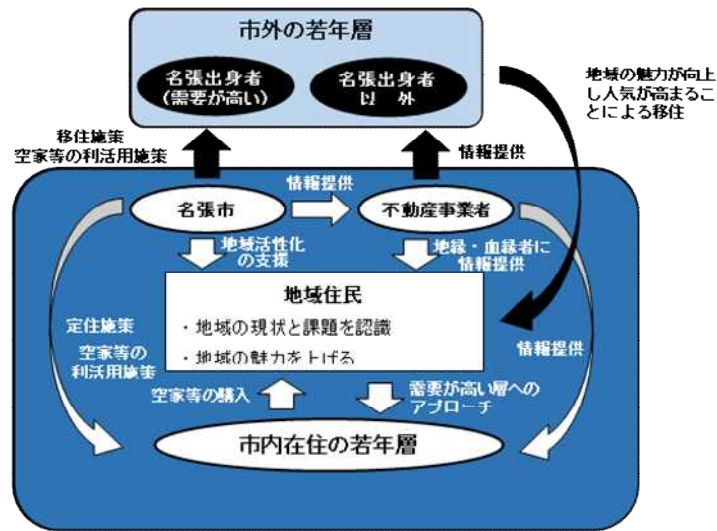 市外の若年層
名張出身者
(需要が高い)
名張出身者
以 外
地域の魅力が向上
し人気が高まるこ
とによる移住
移住施策
空家等の利活用施策
情報提供
情報提供
名張市
不動産事業者
地域活性化
の支援
地縁・血縁者に
情報提供
地域住民
・地域の現状と課題を認識
・地域の魅力を上げる
定住施策
空家等の
利活用施策
情報提供
空家等の購入
需要が高い層への
アプローチ
市内在住の若年層